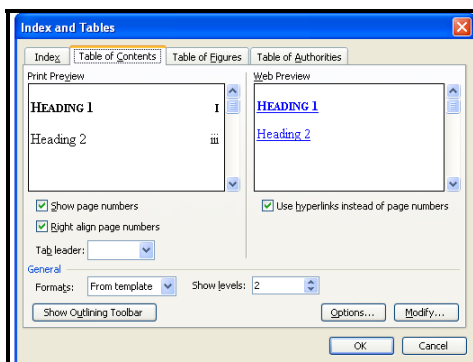 Index and Tables
Index Table of Contents Table of Figures Table of Authorities
Print Preview Web Preview
HEADING 1 I HEADING 1
Heading 2 iii Heading 2
Show page numbers Use hyperlinks instead of page numbers
Right align page numbers
Tab leader:
General
Formats: From template Show levels: 2
Show Outlining Toolbar Options... Modify...
OK Cancel